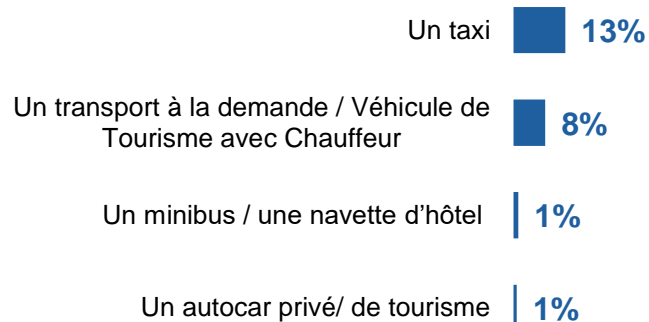 Un taxi 13%
Un transport à la demande / Véhicule de
Tourisme avec Chauffeur 8%
Un minibus / une navette d’hôtel 1%
Un autocar privé/ de tourisme 1%